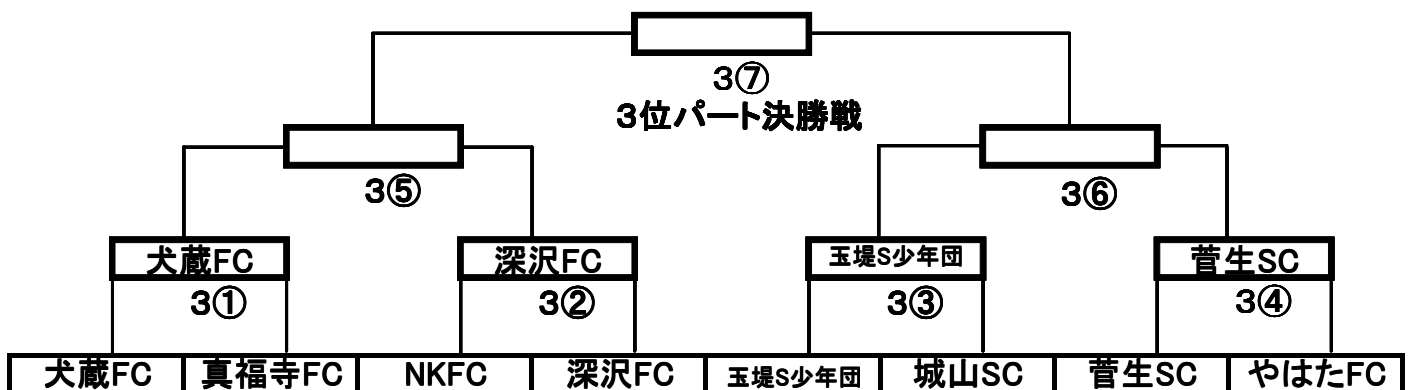 3⑦
3位パート決勝戦
3⑤
3⑥
犬蔵FC
深沢FC
玉堤S少年団
菅生SC
3①
3②
3③
3④
犬蔵FC
真福寺FC
NKFC
深沢FC
玉堤S少年団
城山SC
菅生SC
やはたFC